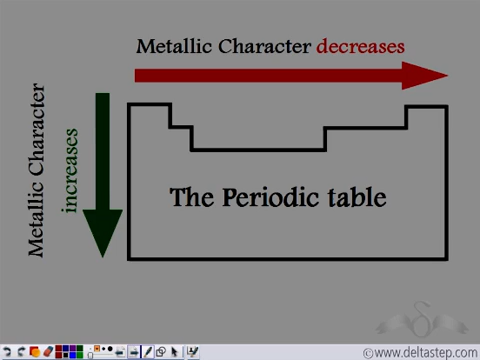 Metallic Character decreases
Metallic Character
increases
The Periodic table
© www.deltastep.com